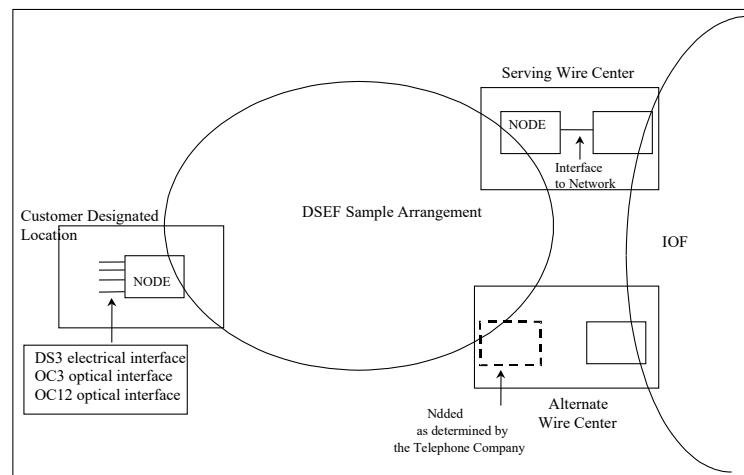 Serving Wire Center
NODE
Interface
to Network
DSEF Sample Arrangement
IOF
Customer Designated
Location
NODE
DS3 electrical interface
OC3 optical interface
OC12 optical interface
Ndded
as determined by
the Telephone Company
Alternate
Wire Center